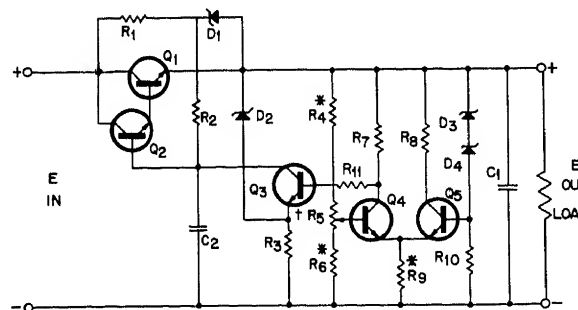 R1
D1
Q1
+
+
R2
D2
*
R4
D3
Q2
R7
R8
D4
E
IN
Q3
R11
Q4
Q5
C1
E
OU
LOA
† R5
C2
R3
*
R6
*
R9
R10
−
−